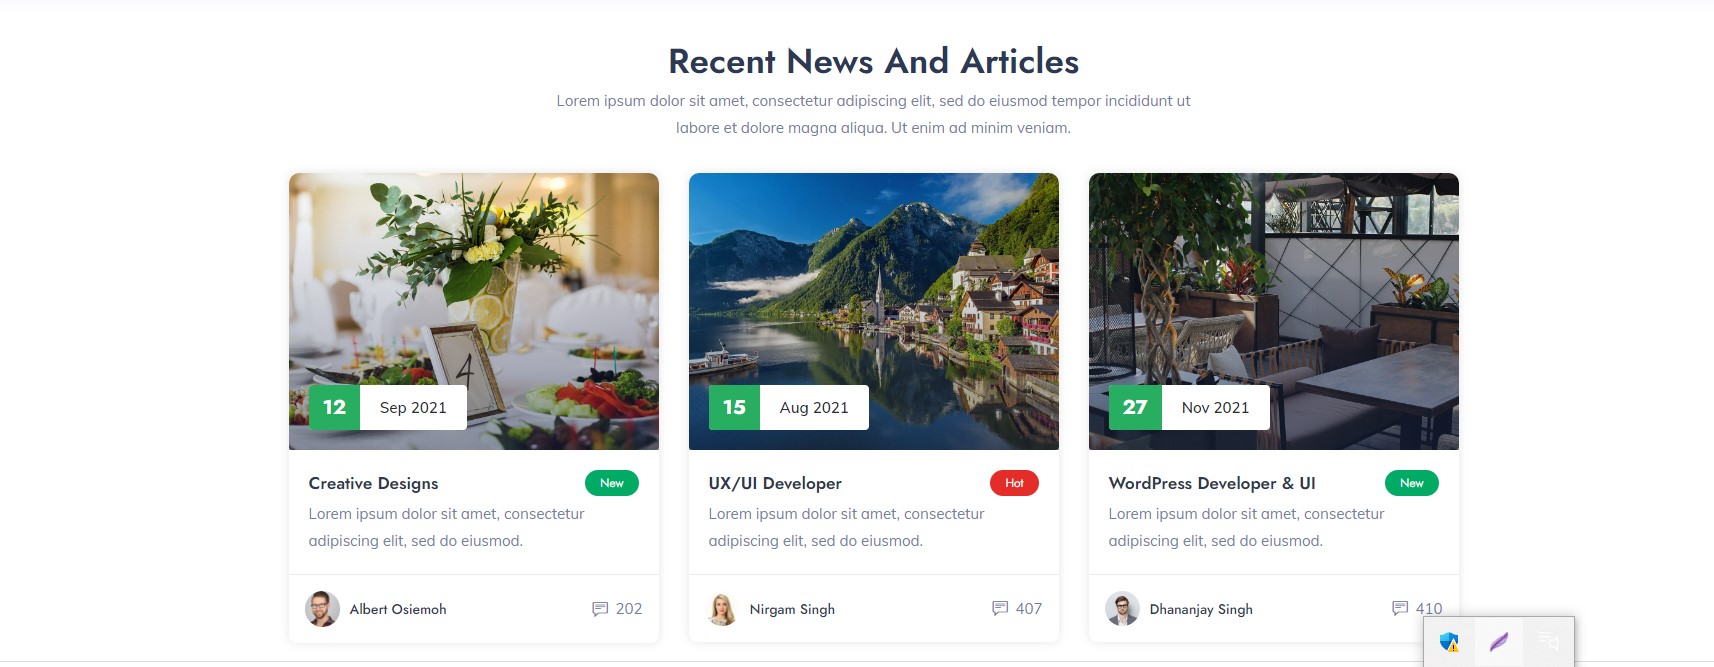 Recent News And Articles
Lorem ipsum dolor sit amet, consectetur adipiscing elit, sed do eiusmod tempor incididunt ut
labore et dolore magna aliqua. Ut enim ad minim veniam.
4
12 Sep 2021
Creative Designs New
Lorem ipsum dolor sit amet, consectetur
adipiscing elit, sed do eiusmod.
Albert Osiemoh 202
15 Aug 2021
UX/UI Developer Hot
Lorem ipsum dolor sit amet, consectetur
adipiscing elit, sed do eiusmod.
Nirgam Singh 407
27 Nov 2021
WordPress Developer & UI New
Lorem ipsum dolor sit amet, consectetur
adipiscing elit, sed do eiusmod.
Dhananjay Singh 410